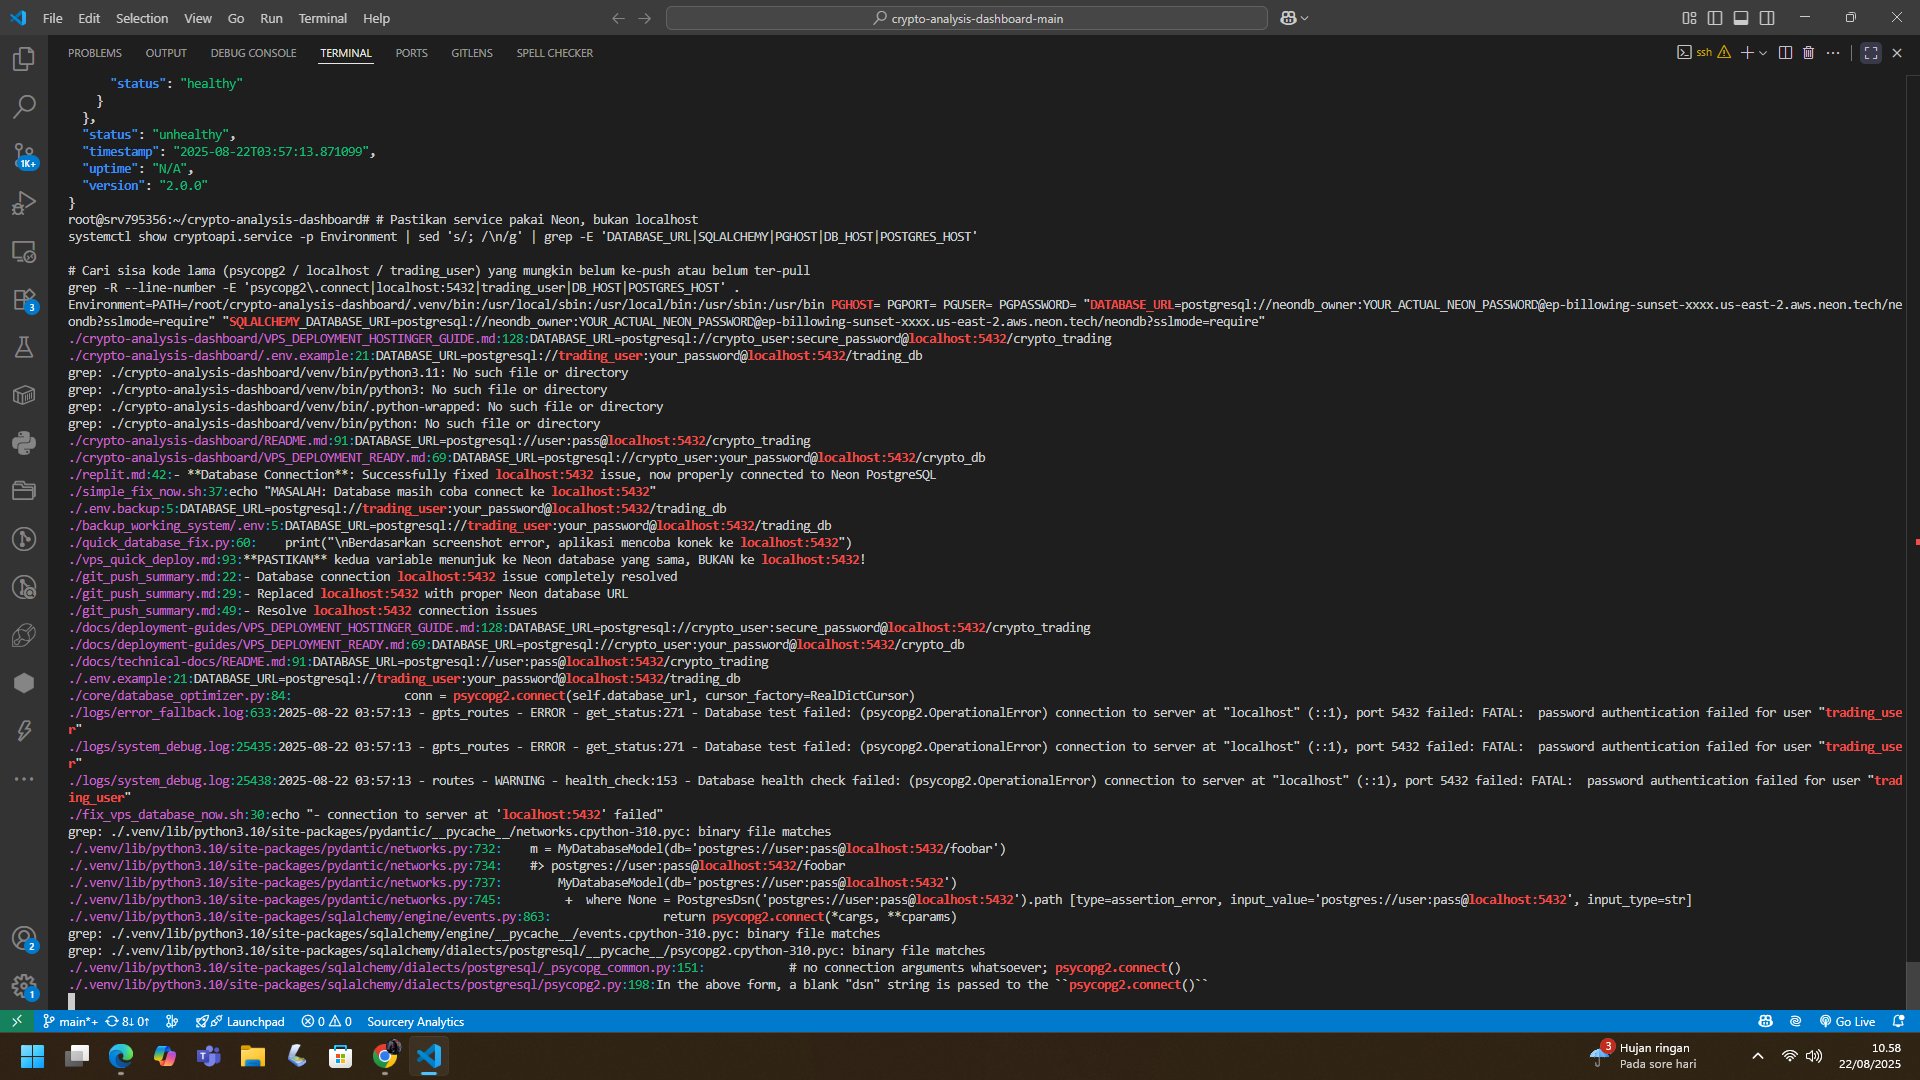 File Edit Selection View Go Run Terminal Help
crypto-analysis-dashboard-main
PROBLEMS OUTPUT DEBUG CONSOLE TERMINAL PORTS GITLENS SPELL CHECKER
ssh
"status": "healthy"
}
},
"status": "unhealthy",
"timestamp": "2025-08-22T03:57:13.871099",
"uptime": "N/A",
"version": "2.0.0"
}
root@srv795356:~/crypto-analysis-dashboard# # Pastikan service pakai Neon, bukan localhost
systemctl show cryptoapi.service -p Environment | sed 's/; /\n/g' | grep -E 'DATABASE_URL|SQLALCHEMY|PGHOST|DB_HOST|POSTGRES_HOST'
# Cari sisa kode lama (psycopg2 / localhost / trading_user) yang mungkin belum ke-push atau belum ter-pull
grep -R --line-number -E 'psycopg2\.connect|localhost:5432|trading_user|DB_HOST|POSTGRES_HOST' .
Environment=PATH=/root/crypto-analysis-dashboard/.venv/bin:/usr/local/sbin:/usr/local/bin:/usr/sbin:/usr/bin PGHOST= PGPORT= PGUSER= PGPASSWORD= "DATABASE_URL=postgresql://neondb_owner:YOUR_ACTUAL_NEON_PASSWORD@ep-billowing-sunset-xxxx.us-east-2.aws.neon.tech/ne
ondb?sslmode=require" "SQLALCHEMY_DATABASE_URI=postgresql://neondb_owner:YOUR_ACTUAL_NEON_PASSWORD@ep-billowing-sunset-xxxx.us-east-2.aws.neon.tech/neondb?sslmode=require"
./crypto-analysis-dashboard/VPS_DEPLOYMENT_HOSTINGER_GUIDE.md:128:DATABASE_URL=postgresql://crypto_user:secure_password@localhost:5432/crypto_trading
./crypto-analysis-dashboard/.env.example:21:DATABASE_URL=postgresql://trading_user:your_password@localhost:5432/trading_db
grep: ./crypto-analysis-dashboard/venv/bin/python3.11: No such file or directory
grep: ./crypto-analysis-dashboard/venv/bin/python3: No such file or directory
grep: ./crypto-analysis-dashboard/venv/bin/.python-wrapped: No such file or directory
grep: ./crypto-analysis-dashboard/venv/bin/python: No such file or directory
./crypto-analysis-dashboard/README.md:91:DATABASE_URL=postgresql://user:pass@localhost:5432/crypto_trading
./crypto-analysis-dashboard/VPS_DEPLOYMENT_READY.md:69:DATABASE_URL=postgresql://crypto_user:your_password@localhost:5432/crypto_db
./replit.md:42:- **Database Connection**: Successfully fixed localhost:5432 issue, now properly connected to Neon PostgreSQL
./simple_fix_now.sh:37:echo "MASALAH: Database masih coba connect ke localhost:5432"
./.env.backup:5:DATABASE_URL=postgresql://trading_user:your_password@localhost:5432/trading_db
./backup_working_system/.env:5:DATABASE_URL=postgresql://trading_user:your_password@localhost:5432/trading_db
./quick_database_fix.py:60:    print("\nBerdasarkan screenshot error, aplikasi mencoba konek ke localhost:5432")
./vps_quick_deploy.md:93:**PASTIKAN** kedua variable menunjuk ke Neon database yang sama, BUKAN ke localhost:5432!
./git_push_summary.md:22:- Database connection localhost:5432 issue completely resolved
./git_push_summary.md:29:- Replaced localhost:5432 with proper Neon database URL
./git_push_summary.md:49:- Resolve localhost:5432 connection issues
./docs/deployment-guides/VPS_DEPLOYMENT_HOSTINGER_GUIDE.md:128:DATABASE_URL=postgresql://crypto_user:secure_password@localhost:5432/crypto_trading
./docs/deployment-guides/VPS_DEPLOYMENT_READY.md:69:DATABASE_URL=postgresql://crypto_user:your_password@localhost:5432/crypto_db
./docs/technical-docs/README.md:91:DATABASE_URL=postgresql://user:pass@localhost:5432/crypto_trading
./.env.example:21:DATABASE_URL=postgresql://trading_user:your_password@localhost:5432/trading_db
./core/database_optimizer.py:84:                conn = psycopg2.connect(self.database_url, cursor_factory=RealDictCursor)
./logs/error_fallback.log:633:2025-08-22 03:57:13 - gpts_routes - ERROR - get_status:271 - Database test failed: (psycopg2.OperationalError) connection to server at "localhost" (::1), port 5432 failed: FATAL:  password authentication failed for user "trading_use
r"
./logs/system_debug.log:25435:2025-08-22 03:57:13 - gpts_routes - ERROR - get_status:271 - Database test failed: (psycopg2.OperationalError) connection to server at "localhost" (::1), port 5432 failed: FATAL:  password authentication failed for user "trading_use
r"
./logs/system_debug.log:25438:2025-08-22 03:57:13 - routes - WARNING - health_check:153 - Database health check failed: (psycopg2.OperationalError) connection to server at "localhost" (::1), port 5432 failed: FATAL:  password authentication failed for user "trad
ing_user"
./fix_vps_database_now.sh:30:echo "- connection to server at 'localhost:5432' failed"
grep: ./.venv/lib/python3.10/site-packages/pydantic/__pycache__/networks.cpython-310.pyc: binary file matches
./.venv/lib/python3.10/site-packages/pydantic/networks.py:732:    m = MyDatabaseModel(db='postgres://user:pass@localhost:5432/foobar')
./.venv/lib/python3.10/site-packages/pydantic/networks.py:734:    #> postgres://user:pass@localhost:5432/foobar
./.venv/lib/python3.10/site-packages/pydantic/networks.py:737:        MyDatabaseModel(db='postgres://user:pass@localhost:5432')
./.venv/lib/python3.10/site-packages/pydantic/networks.py:745:         +  where None = PostgresDsn('postgres://user:pass@localhost:5432').path [type=assertion_error, input_value='postgres://user:pass@localhost:5432', input_type=str]
./.venv/lib/python3.10/site-packages/sqlalchemy/engine/events.py:863:                return psycopg2.connect(*cargs, **cparams)
grep: ./.venv/lib/python3.10/site-packages/sqlalchemy/engine/__pycache__/events.cpython-310.pyc: binary file matches
grep: ./.venv/lib/python3.10/site-packages/sqlalchemy/dialects/postgresql/__pycache__/psycopg2.cpython-310.pyc: binary file matches
./.venv/lib/python3.10/site-packages/sqlalchemy/dialects/postgresql/_psycopg_common.py:151:            # no connection arguments whatsoever; psycopg2.connect()
./.venv/lib/python3.10/site-packages/sqlalchemy/dialects/postgresql/psycopg2.py:198:In the above form, a blank "dsn" string is passed to the ``psycopg2.connect()``
1K+
3
2
1
main*+ 8↓ 0↑ Launchpad 0 0 Sourcery Analytics Go Live
3 Hujan ringan
Pada sore hari
10.58
22/08/2025